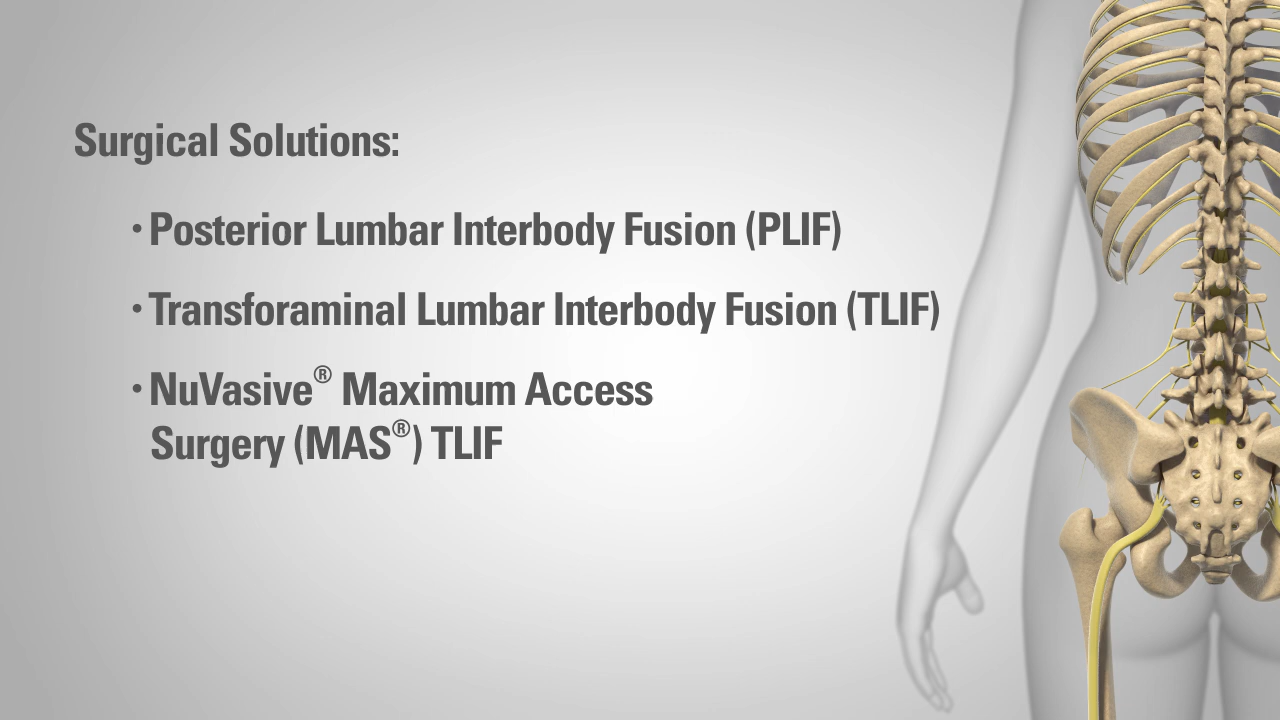 Surgical Solutions:
· Posterior Lumbar Interbody Fusion (PLIF)
· Transforaminal Lumbar Interbody Fusion (TLIF)
· NuVasive® Maximum Access
Surgery (MAS®) TLIF